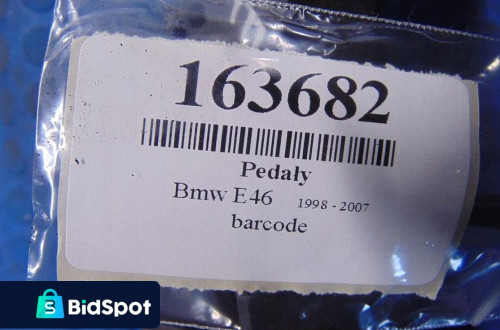 163682
Pedały
Bmw E46 1998 - 2007
barcode
S BidSpot